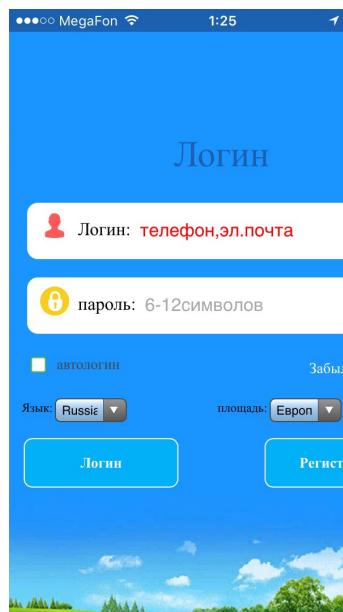 MegaFon 1:25
Логин
Логин: телефон,эл.почта
пароль: 6-12символов
автологин Забы
Язык: Russia площадь: Европ
Логин Регист